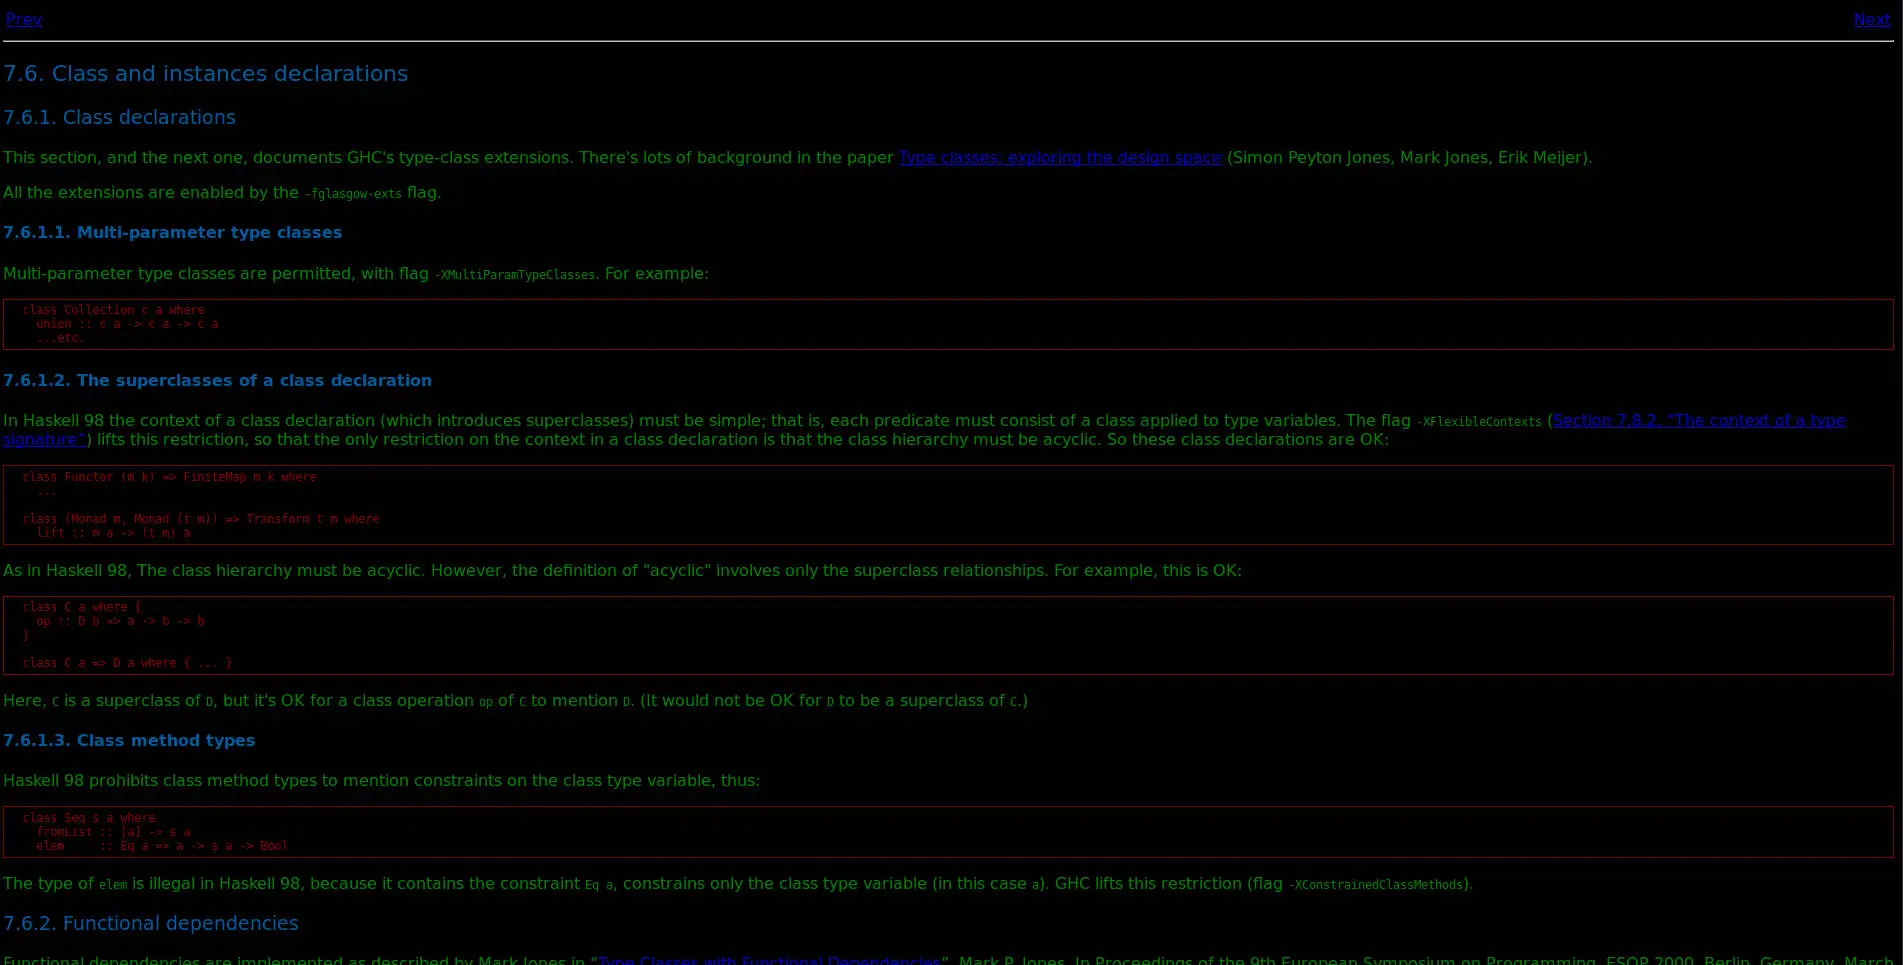 Prev
Next
7.6. Class and instances declarations
7.6.1. Class declarations
This section, and the next one, documents GHC's type-class extensions. There's lots of background in the paper Type classes: exploring the design space (Simon Peyton Jones, Mark Jones, Erik Meijer).
All the extensions are enabled by the -fglasgow-exts flag.
7.6.1.1. Multi-parameter type classes
Multi-parameter type classes are permitted, with flag -XMultiParamTypeClasses. For example:
class Collection c a where
union :: c a -> c a -> c a
...etc.
7.6.1.2. The superclasses of a class declaration
In Haskell 98 the context of a class declaration (which introduces superclasses) must be simple; that is, each predicate must consist of a class applied to type variables. The flag -XFlexibleContexts (Section 7.8.2, “The context of a type
signature”) lifts this restriction, so that the only restriction on the context in a class declaration is that the class hierarchy must be acyclic. So these class declarations are OK:
class Functor (m k) => FiniteMap m k where
...
class (Monad m, Monad (t m)) => Transform t m where
lift :: m a -> (t m) a
As in Haskell 98, The class hierarchy must be acyclic. However, the definition of "acyclic" involves only the superclass relationships. For example, this is OK:
class C a where {
op :: D b => a -> b -> b
}
class C a => D a where { ... }
Here, C is a superclass of D, but it's OK for a class operation op of C to mention D. (It would not be OK for D to be a superclass of C.)
7.6.1.3. Class method types
Haskell 98 prohibits class method types to mention constraints on the class type variable, thus:
class Seq s a where
fromList :: [a] -> s a
elem     :: Eq a => a -> s a -> Bool
The type of elem is illegal in Haskell 98, because it contains the constraint Eq a, constrains only the class type variable (in this case a). GHC lifts this restriction (flag -XConstrainedClassMethods).
7.6.2. Functional dependencies
Functional dependencies are implemented as described by Mark Jones in “Type Classes with Functional Dependencies”, Mark P. Jones, In Proceedings of the 9th European Symposium on Programming, ESOP 2000, Berlin, Germany, March